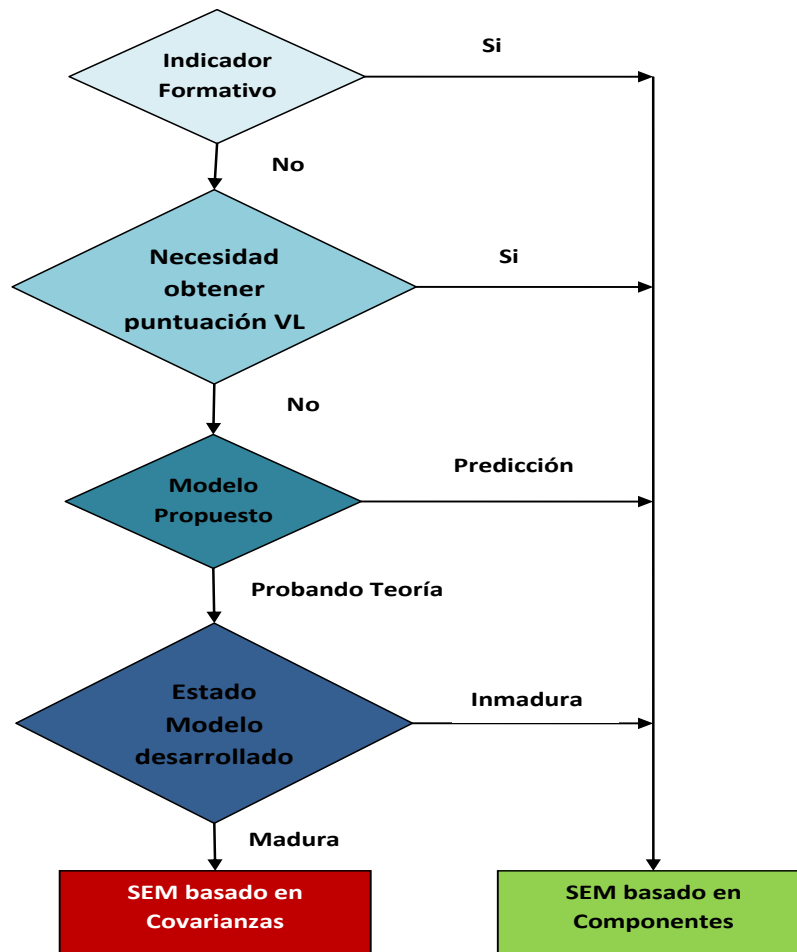 Indicador
Formativo
Si
No
Necesidad
obtener
puntuación VL
Si
No
Modelo
Propuesto
Predicción
Probando Teoría
Estado
Modelo
desarrollado
Inmadura
Madura
SEM basado en
Covarianzas
SEM basado en
Componentes